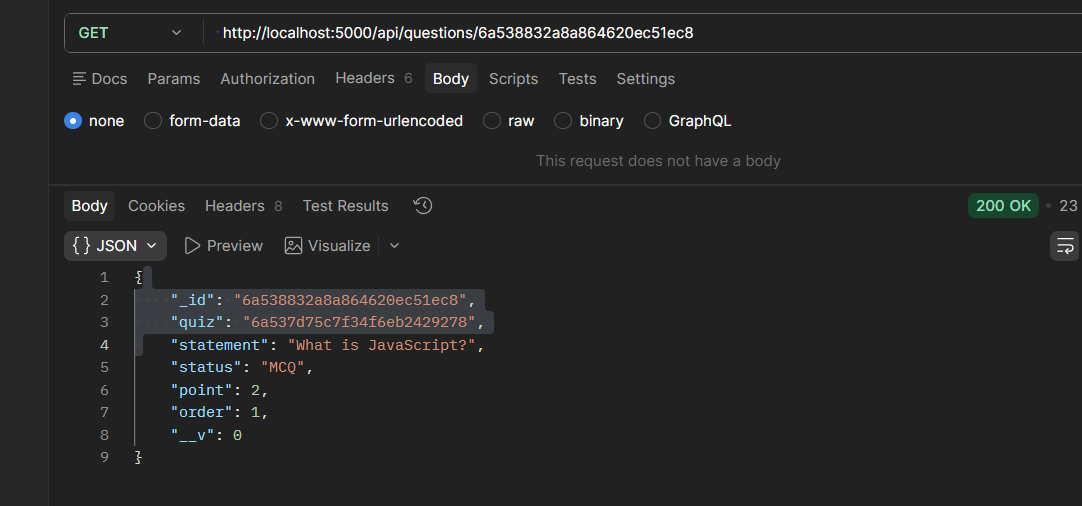 GET http://localhost:5000/api/questions/6a538832a8a864620ec51ec8
Docs Params Authorization Headers 6 Body Scripts Tests Settings
none form-data x-www-form-urlencoded raw binary GraphQL
This request does not have a body
Body Cookies Headers 8 Test Results 200 OK • 23
{} JSON Preview Visualize
1 {
2 "_id": "6a538832a8a864620ec51ec8",
3 "quiz": "6a537d75c7f34f6eb2429278",
4 "statement": "What is JavaScript?",
5 "status": "MCQ",
6 "point": 2,
7 "order": 1,
8 "__v": 0
9 }